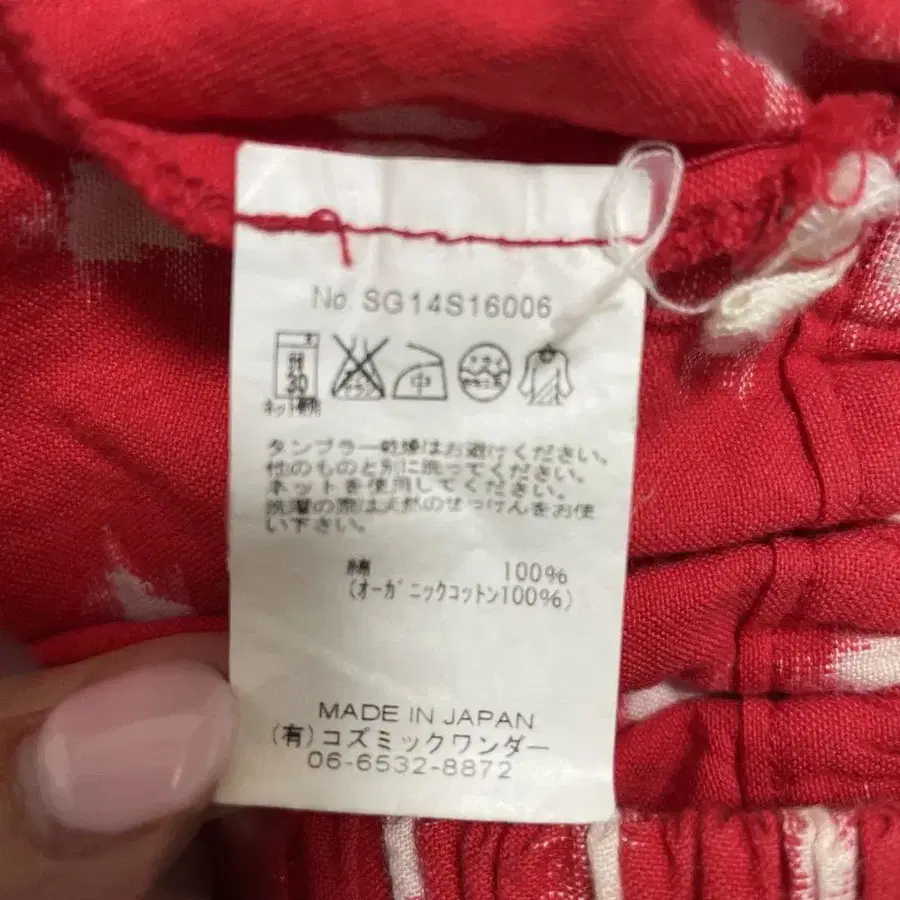 No. SG14S16006
30
ネット使用
中
タンブラー乾燥はお避けください。
他のものと別に洗ってください。
ネットを使用してください。
洗濯の際は天然のせっけんをお使
い下さい。
綿 100%
(オーガニックコットン100%)
MADE IN JAPAN
(有)コズミックワンダー
06-6532-8872